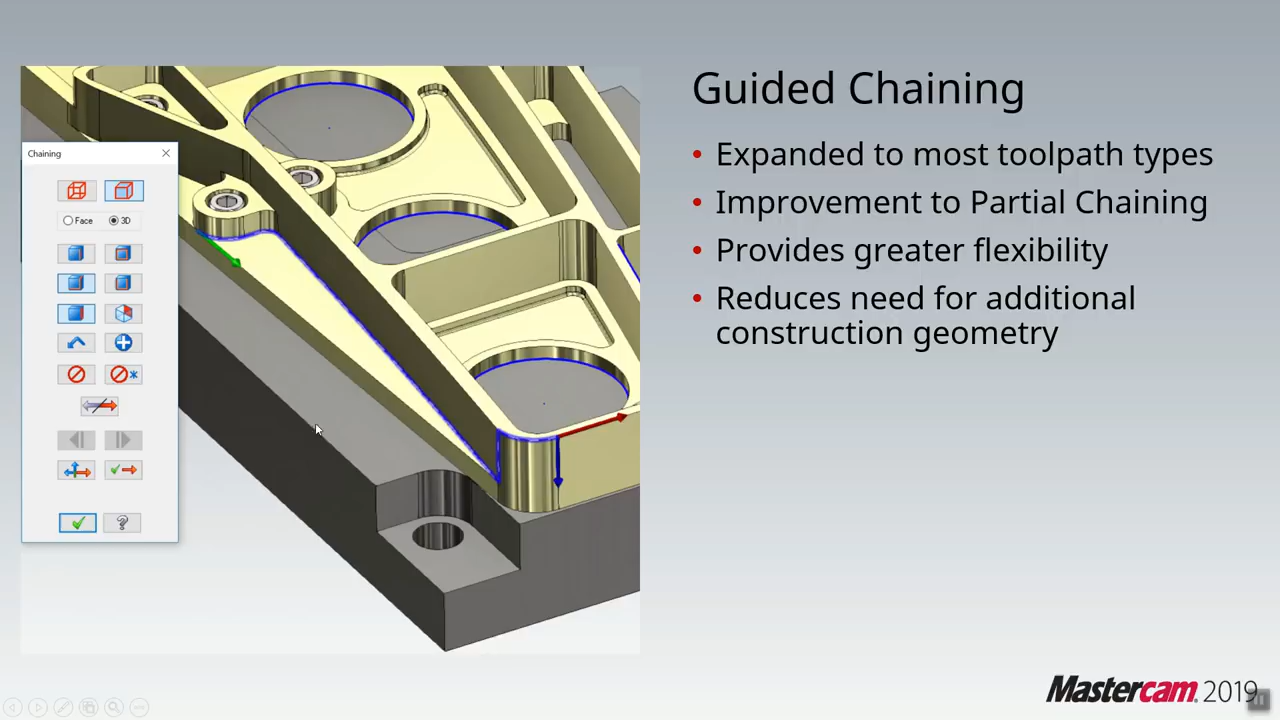 Guided Chaining
• Expanded to most toolpath types
• Improvement to Partial Chaining
• Provides greater flexibility
• Reduces need for additional
construction geometry
Chaining
Face
3D
Mastercam. 2019